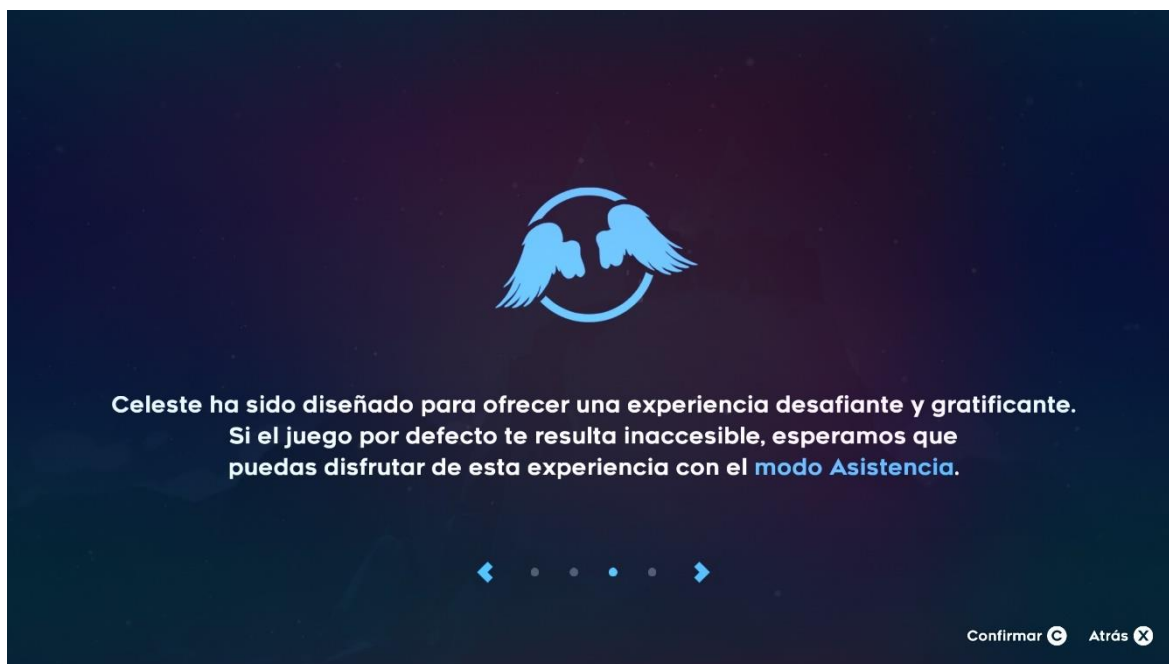 Celeste ha sido diseñado para ofrecer una experiencia desafiante y gratificante.
Si el juego por defecto te resulta inaccesible, esperamos que
puedas disfrutar de esta experiencia con el modo Asistencia.
Confirmar C Atrás X